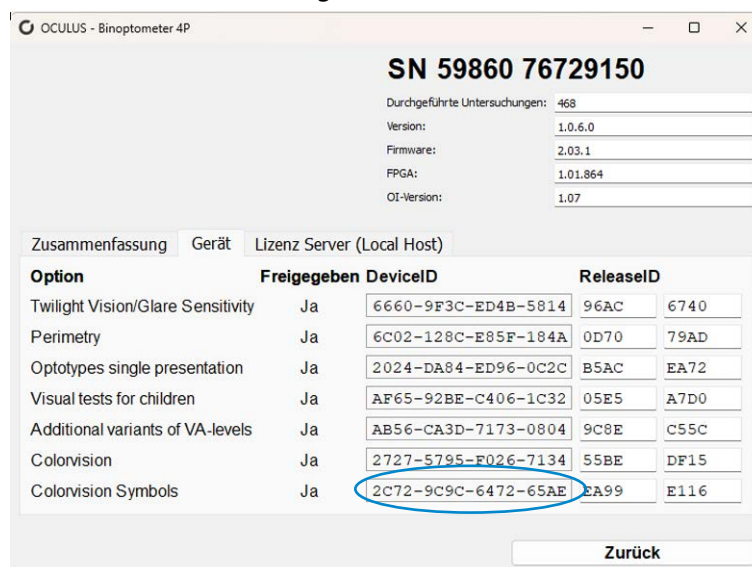 OCULUS - Binoptometer 4P
SN 59860 76729150
Durchgeführte Untersuchungen: 468
Version: 1.0.6.0
Firmware: 2.03.1
FPGA: 1.01.864
OI-Version: 1.07
Zusammenfassung Gerät Lizenz Server (Local Host)
Option Freigegeben DeviceID ReleaseID
Twilight Vision/Glare Sensitivity Ja 6660-9F3C-ED4B-5814 96AC 6740
Perimetry Ja 6C02-128C-E85F-184A 0D70 79AD
Optotypes single presentation Ja 2024-DA84-ED96-0C2C B5AC EA72
Visual tests for children Ja AF65-92BE-C406-1C32 05E5 A7D0
Additional variants of VA-levels Ja AB56-CA3D-7173-0804 9C8E C55C
Colorvision Ja 2727-5795-F026-7134 55BE DF15
Colorvision Symbols Ja 2C72-9C9C-6472-65AE EA99 E116
Zurück